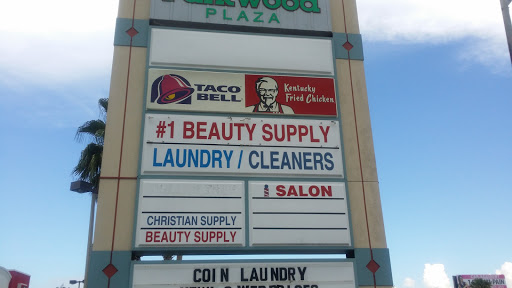 PLAZA
TACO BELL
Kentucky Fried Chicken
#1 BEAUTY SUPPLY
LAUNDRY / CLEANERS
SALON
CHRISTIAN SUPPLY
BEAUTY SUPPLY
COIN LAUNDRY